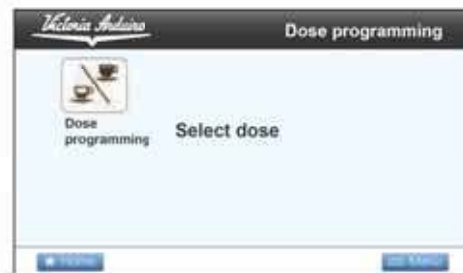 Victoria Arduino
Dose programming
Dose
programming
Select dose
Home
Menu